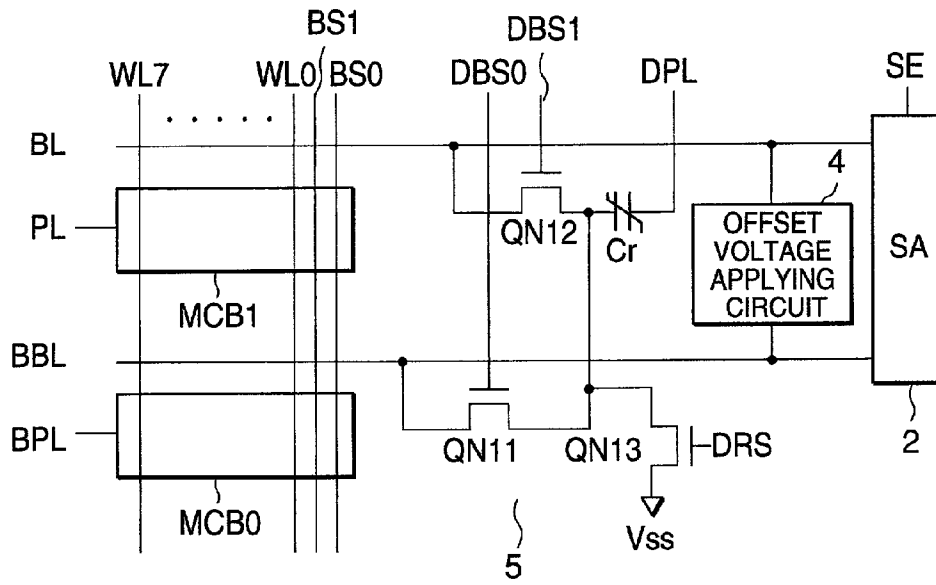 BS1
DBS1
WL7
WL0
BS0
DBS0
DPL
SE
. . . . .
BL
4
PL
QN12
Cr
OFFSET
VOLTAGE
APPLYING
CIRCUIT
SA
MCB1
BBL
BPL
QN11
QN13
DRS
2
MCB0
Vss
5